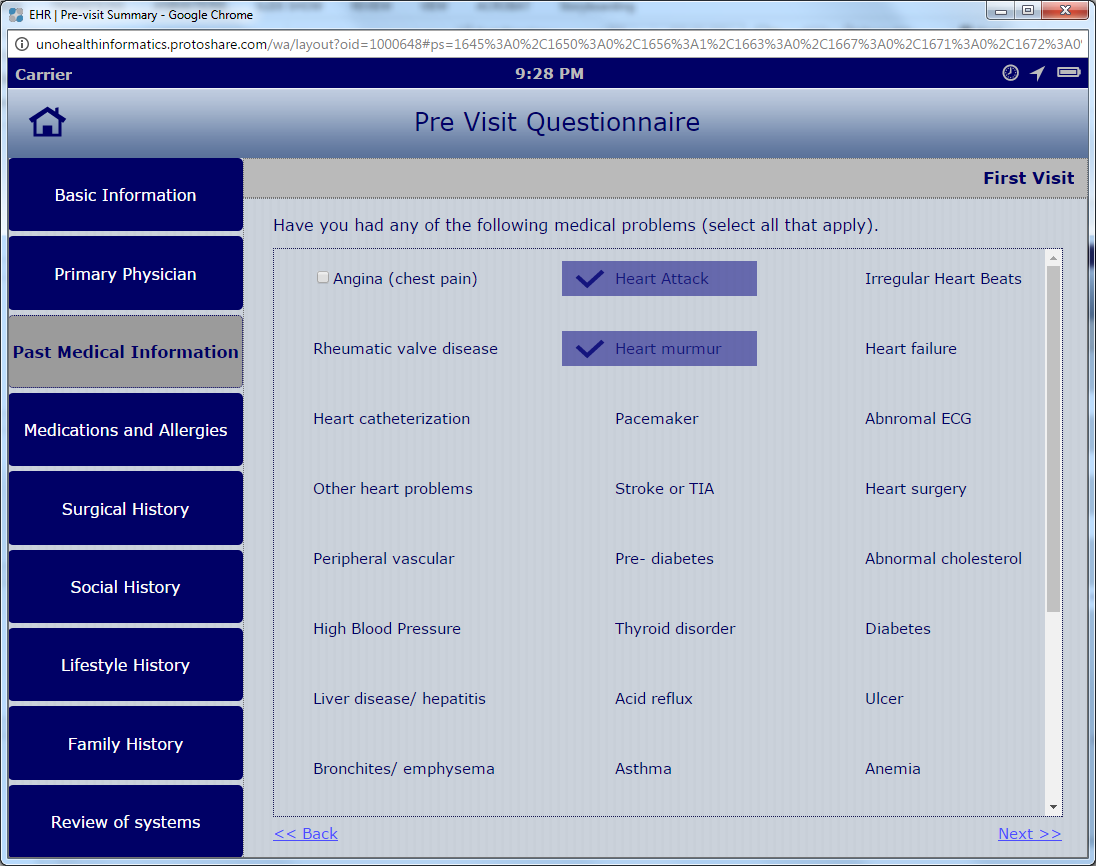 EHR | Pre-visit Summary - Google Chrome
unohealthinformatics.protoshare.com/wa/layout?oid=1000648#ps=1645%3A0%2C1650%3A0%2C1656%3A1%2C1663%3A0%2C1667%3A0%2C1671%3A0%2C1672%3A0
Carrier 9:28 PM
Pre Visit Questionnaire
Basic Information
Primary Physician
Past Medical Information
Medications and Allergies
Surgical History
Social History
Lifestyle History
Family History
Review of systems
First Visit
Have you had any of the following medical problems (select all that apply).
Angina (chest pain) Heart Attack Irregular Heart Beats
Rheumatic valve disease Heart murmur Heart failure
Heart catheterization Pacemaker Abnromal ECG
Other heart problems Stroke or TIA Heart surgery
Peripheral vascular Pre- diabetes Abnormal cholesterol
High Blood Pressure Thyroid disorder Diabetes
Liver disease/ hepatitis Acid reflux Ulcer
Bronchites/ emphysema Asthma Anemia
<< Back Next >>